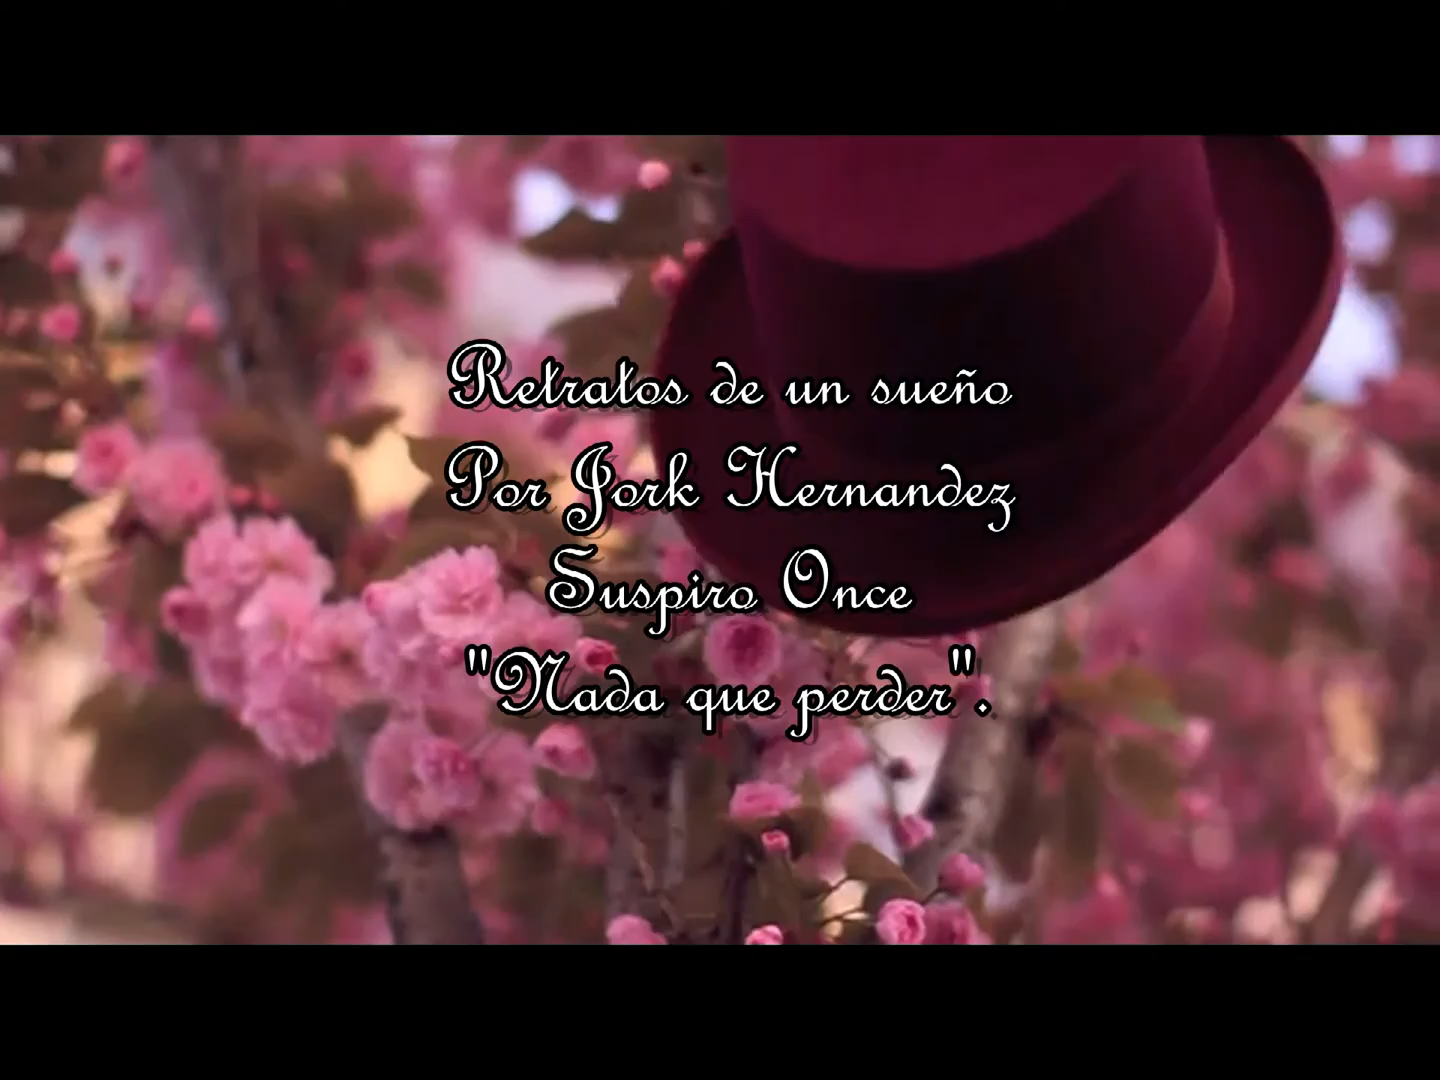 Retratos de un sueño
Por Jork Hernandez
Suspiro Once
"Nada que perder".